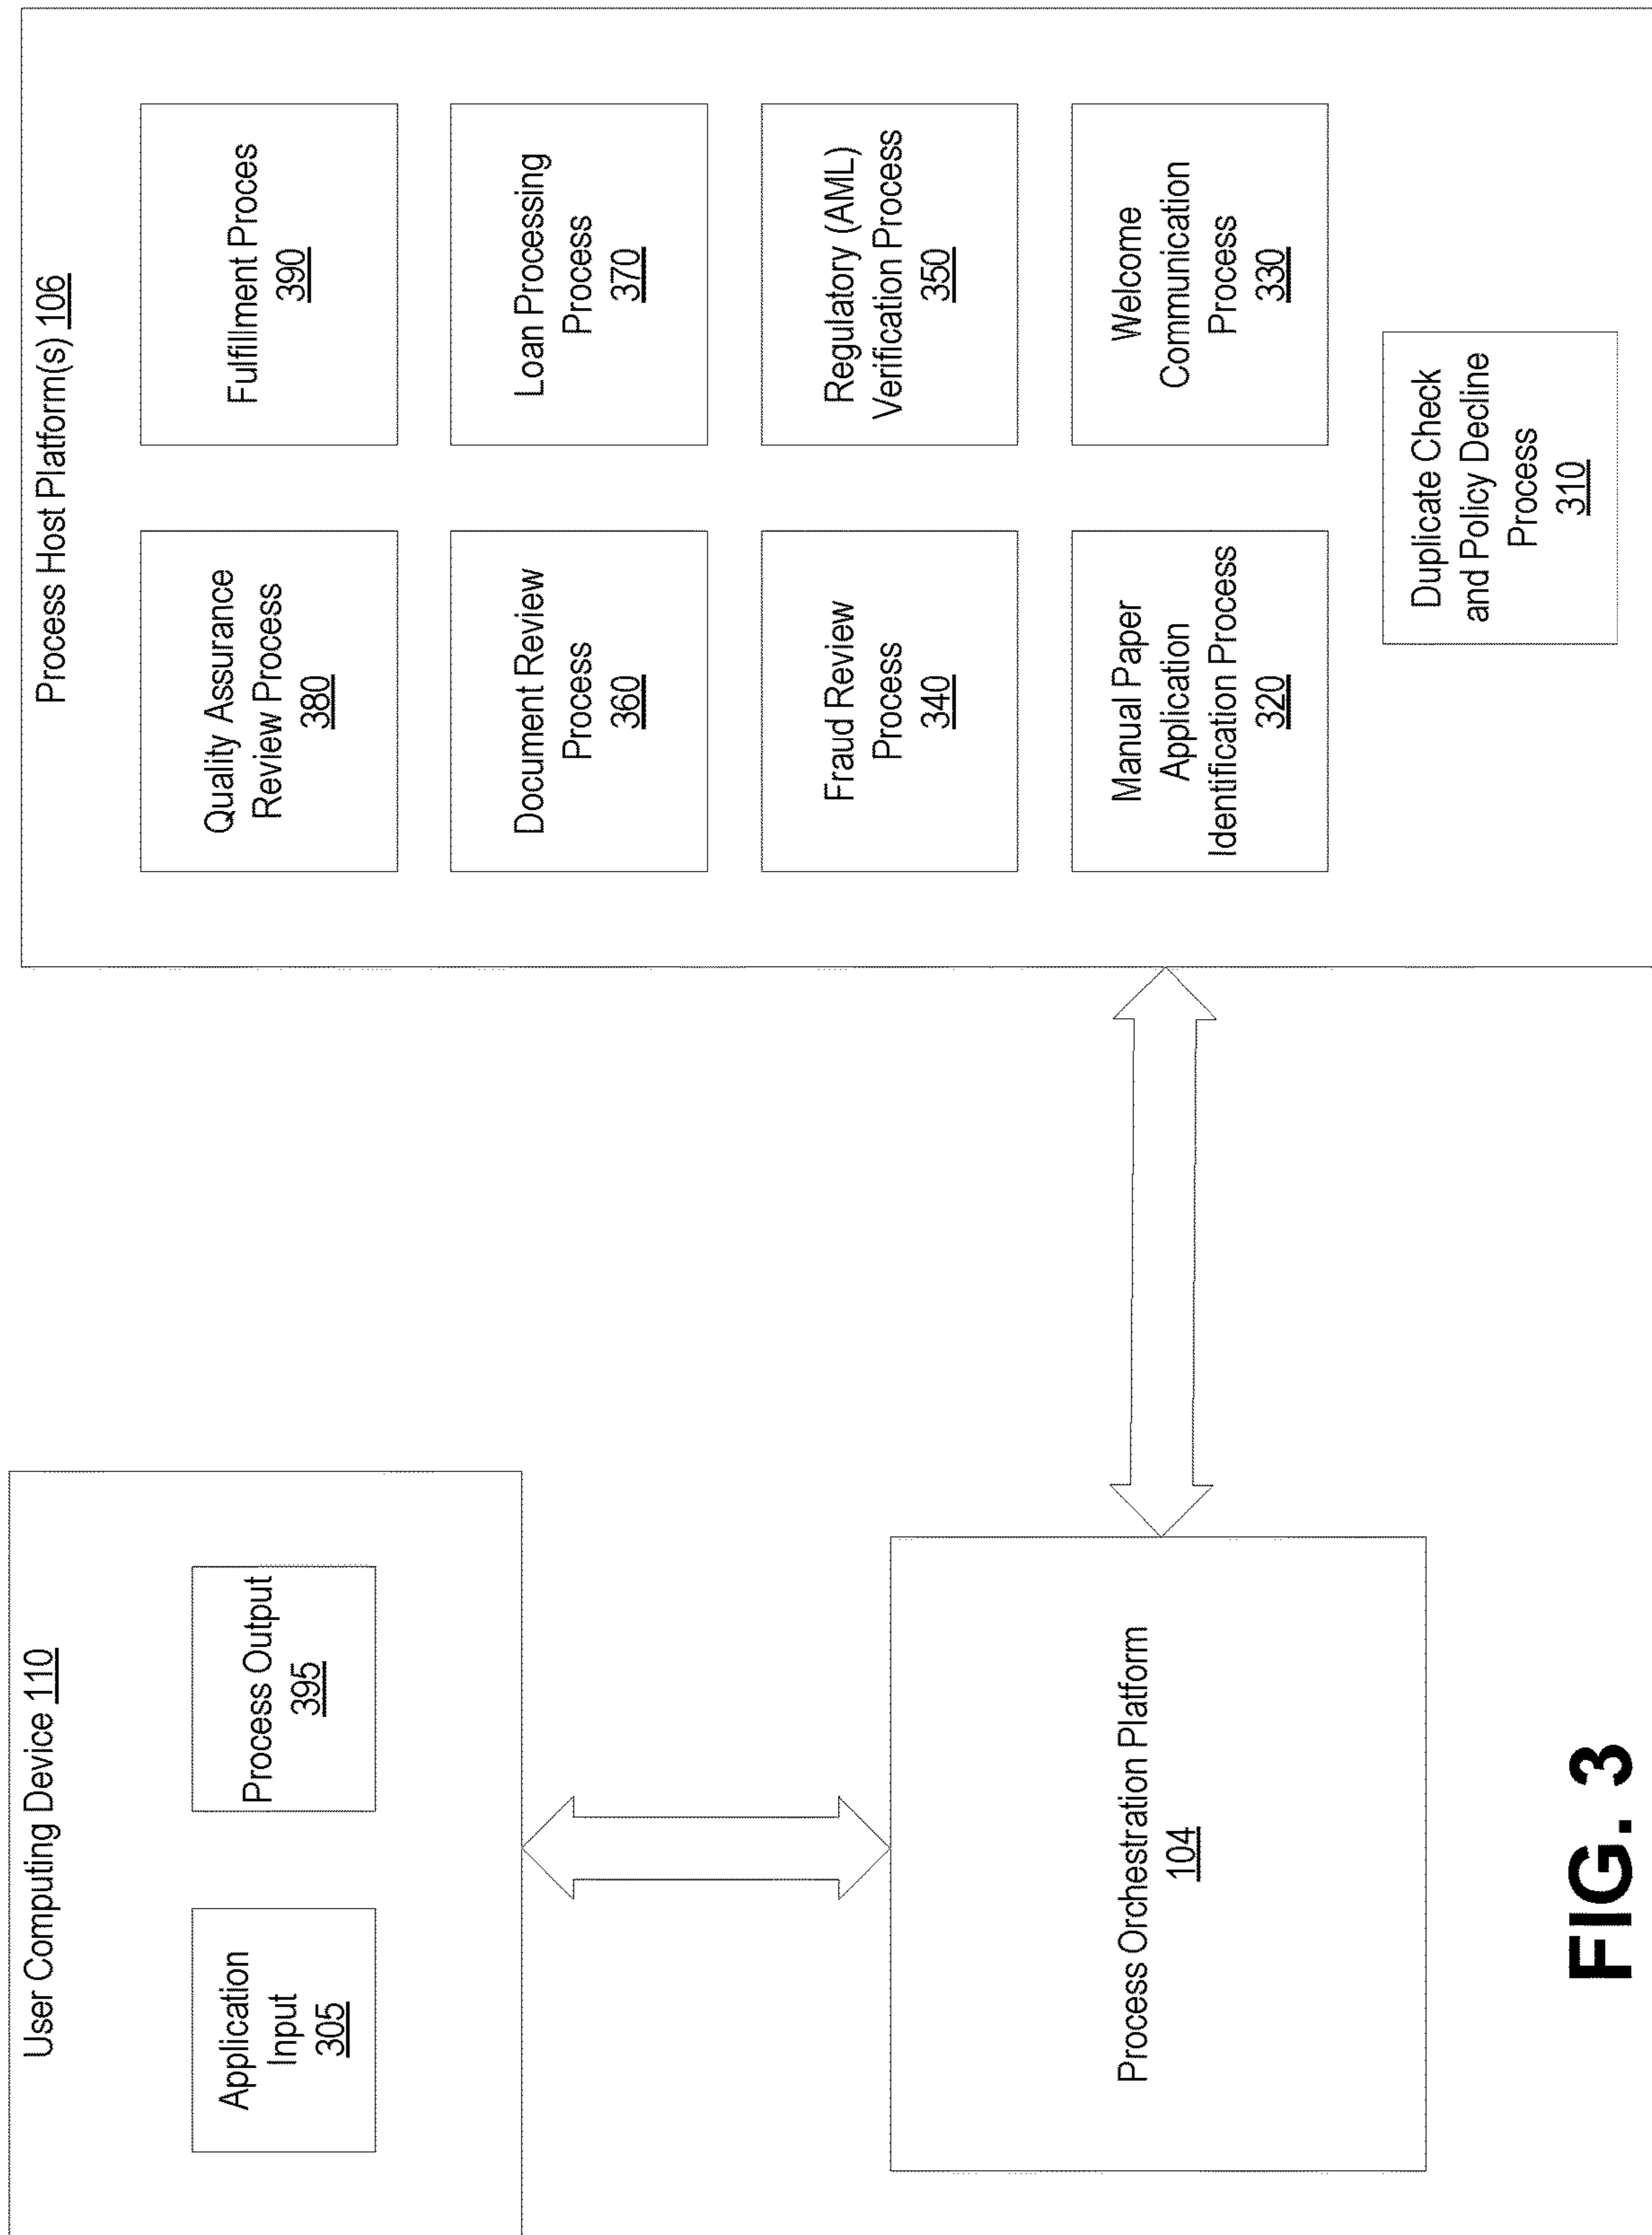 User Computing Device 110
Application
Input
305
Process Output
395
Process Orchestration Platform
104
Process Host Platform(s) 106
Quality Assurance
Review Process
380
Fulfillment Proces
390
Document Review
Process
360
Loan Processing
Process
370
Fraud Review
Process
340
Regulatory (AML)
Verification Process
350
Manual Paper
Application
Identification Process
320
Welcome
Communication
Process
330
Duplicate Check
and Policy Decline
Process
310
FIG. 3